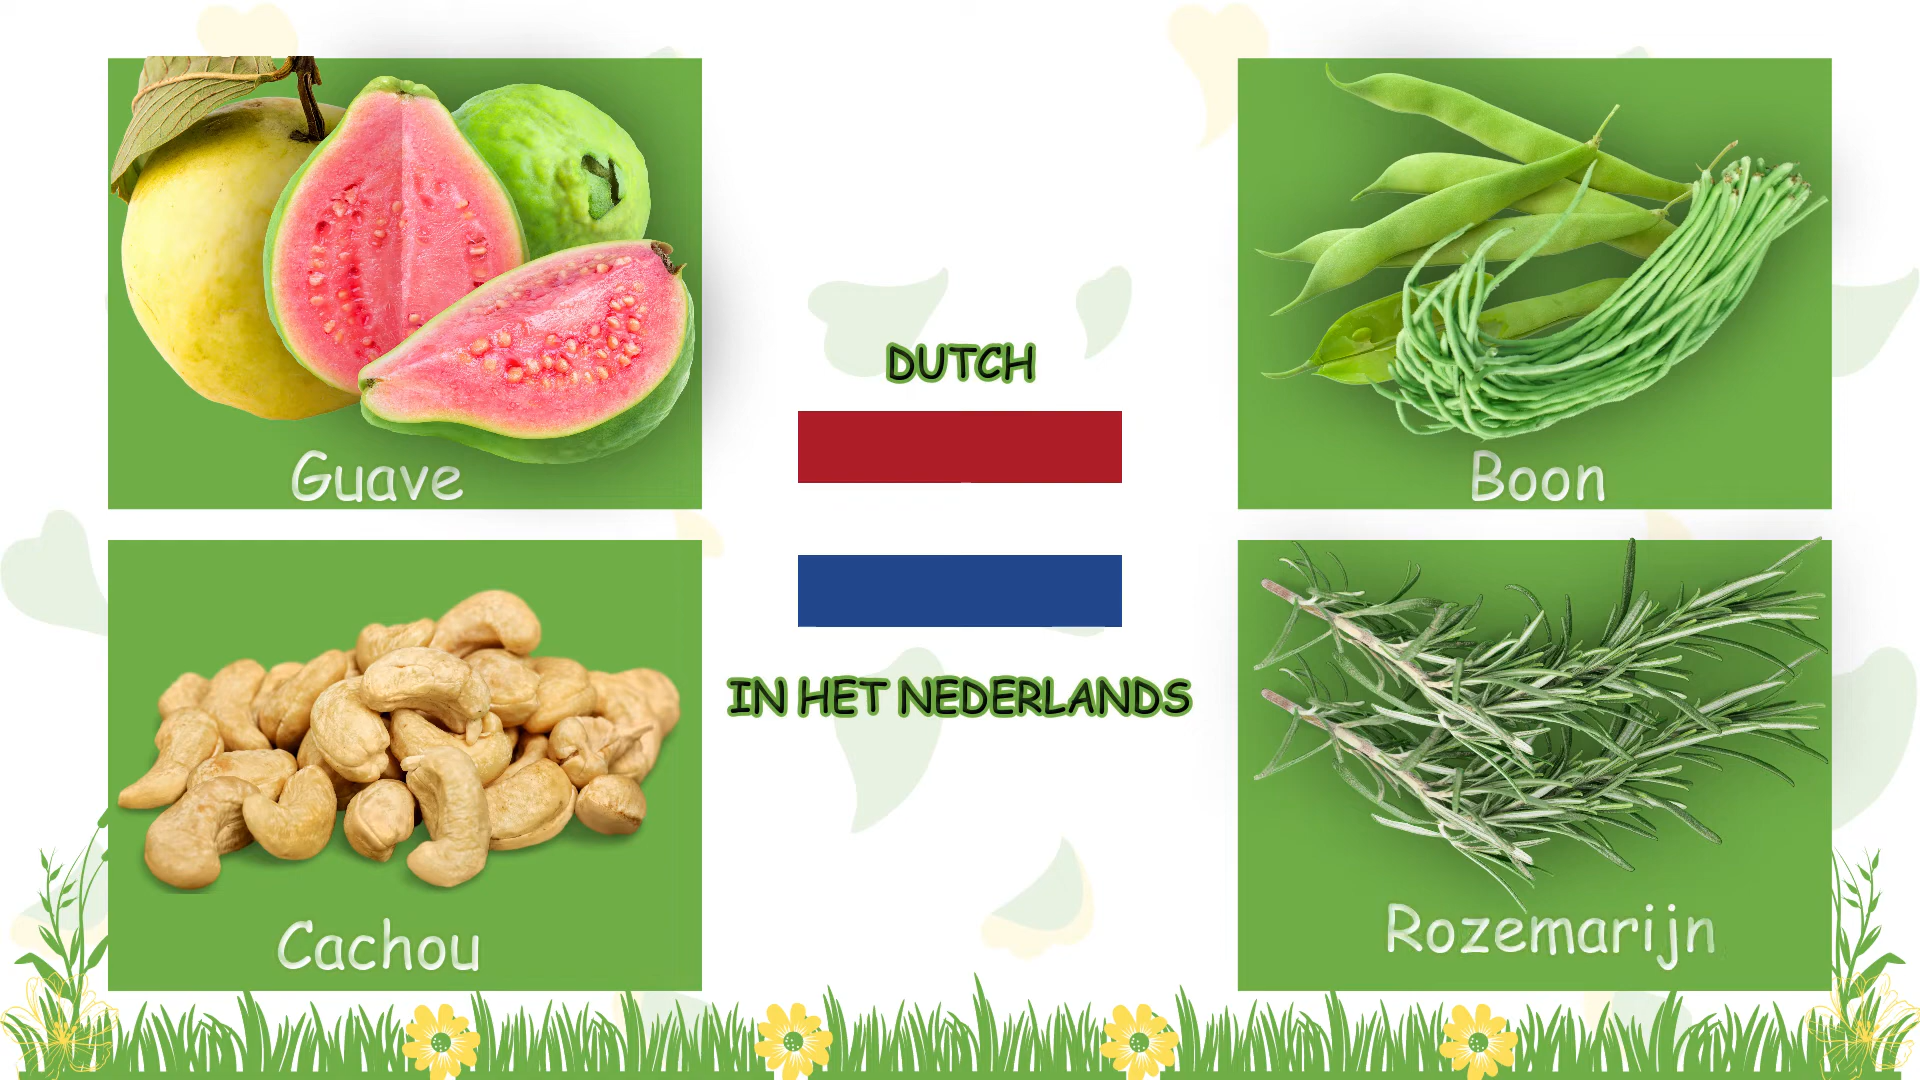 DUTCH
IN HET NEDERLANDS
Guave
Boon
Cachou
Rozemarijn